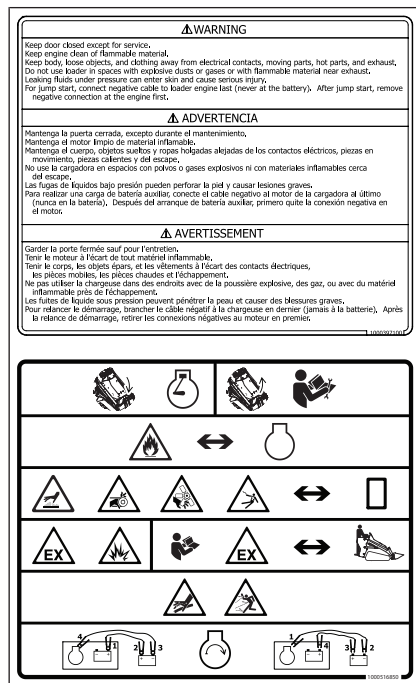 WARNING
Keep door closed except for service.
Keep engine clean of flammable material.
Keep body, loose objects, and clothing away from electrical contacts, moving parts, hot parts, and exhaust.
Do not use loader in spaces with explosive dusts or gases or with flammable material near exhaust.
Leaking fluids under pressure can enter skin and cause serious injury.
For jump start, connect negative cable to loader engine last (never at the battery). After jump start, remove
negative connection at the engine first.
ADVERTENCIA
Mantenga la puerta cerrada, excepto durante el mantenimiento.
Mantenga el motor limpio de material inflamable.
Mantenga el cuerpo, objetos sueltos y ropas holgadas alejados de los contactos eléctricos, piezas en
movimiento, piezas calientes y del escape.
No use la cargadora en espacios con polvos o gases explosivos ni con materiales inflamables cerca
del escape.
Las fugas de líquidos bajo presión pueden perforar la piel y causar lesiones graves.
Para realizar una carga de batería auxiliar, conecte el cable negativo al motor de la cargadora al último
(nunca en la batería). Después del arranque de batería auxiliar, primero quite la conexión negativa en
el motor.
AVERTISSEMENT
Garder la porte fermée sauf pour l'entretien.
Tenir le moteur à l'écart de tout matériel inflammable.
Tenir le corps, les objets épars, et les vêtements à l'écart des contacts électriques,
les pièces mobiles, les pièces chaudes et l'échappement.
Ne pas utiliser la chargeuse dans des endroits avec de la poussière explosive, des gaz, ou avec du matériel
inflammable près de l'échappement.
Les fuites de liquide sous pression peuvent pénétrer la peau et causer des blessures graves.
Pour relancer le démarrage, brancher le câble négatif à la chargeuse en dernier (jamais à la batterie). Après
la relance de démarrage, retirer les connexions négatives au moteur en premier.
1000397100
EX
EX
4 1 2 3
1 4 3 2
1000516850